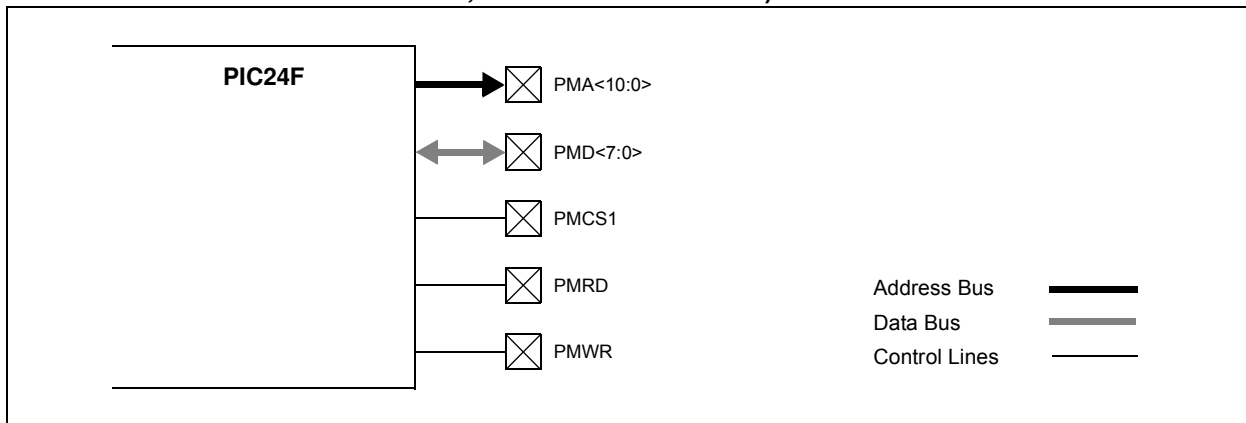 PIC24F
PMA<10:0>
PMD<7:0>
PMCS1
PMRD
PMWR
Address Bus
Data Bus
Control Lines